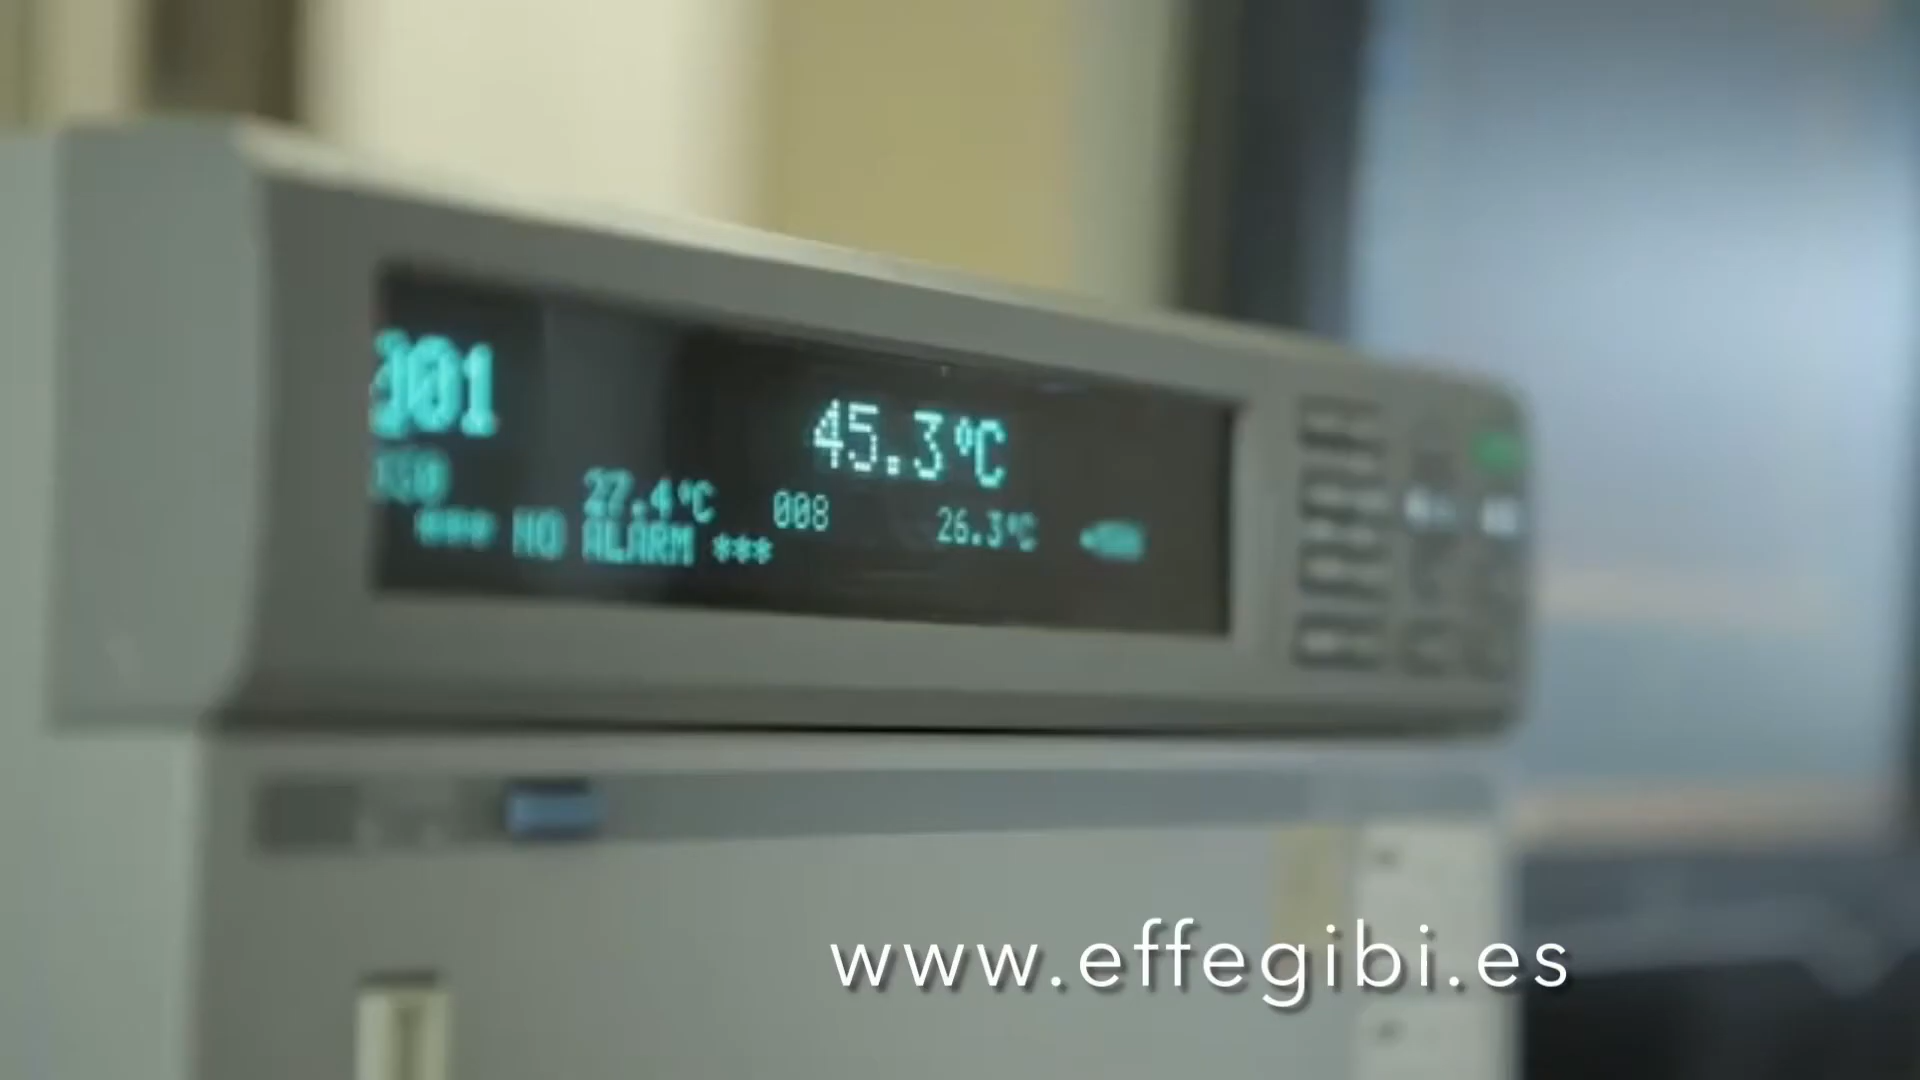 301
45.3°C
27.4°C 008 26.3°C
*** NO ALARM ***
www.effegibi.es